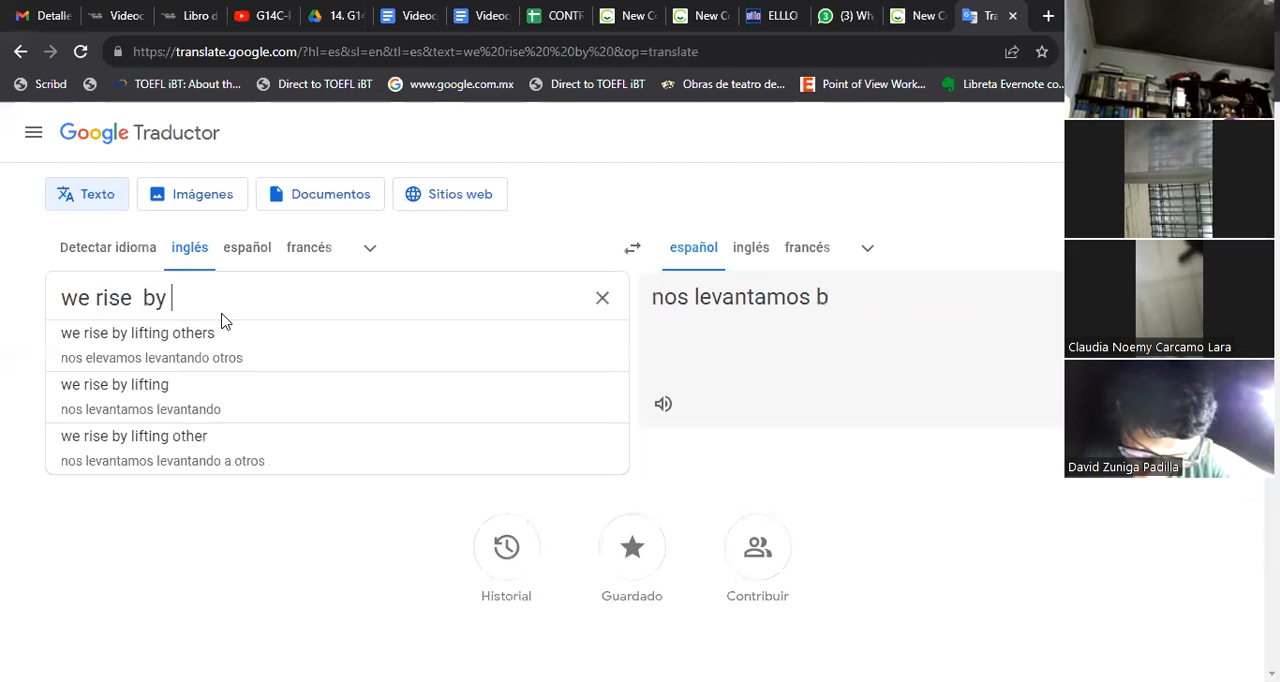 Detalle
Videoc
Libro d
G14C-I
14. G1
Videoc
Videoc
CONTI
New C
New C
ELLLO
(3) Wh
New C
Tra
https://translate.google.com/?hl=es&sl=en&tl=es&text=we%20rise%20%20by%20&op=translate
Scribd
TOEFL iBT: About th...
Direct to TOEFL iBT
www.google.com.mx
Direct to TOEFL iBT
Obras de teatro de...
Point of View Work...
Libreta Evernote co...
Google Traductor
Texto
Imágenes
Documentos
Sitios web
Detectar idioma
inglés
español
francés
español
inglés
francés
we rise  by
nos levantamos b
we rise by lifting others
nos elevamos levantando otros
we rise by lifting
nos levantamos levantando
we rise by lifting other
nos levantamos levantando a otros
Historial
Guardado
Contribuir
Claudia Noemy Carcamo Lara
David Zuniga Padilla